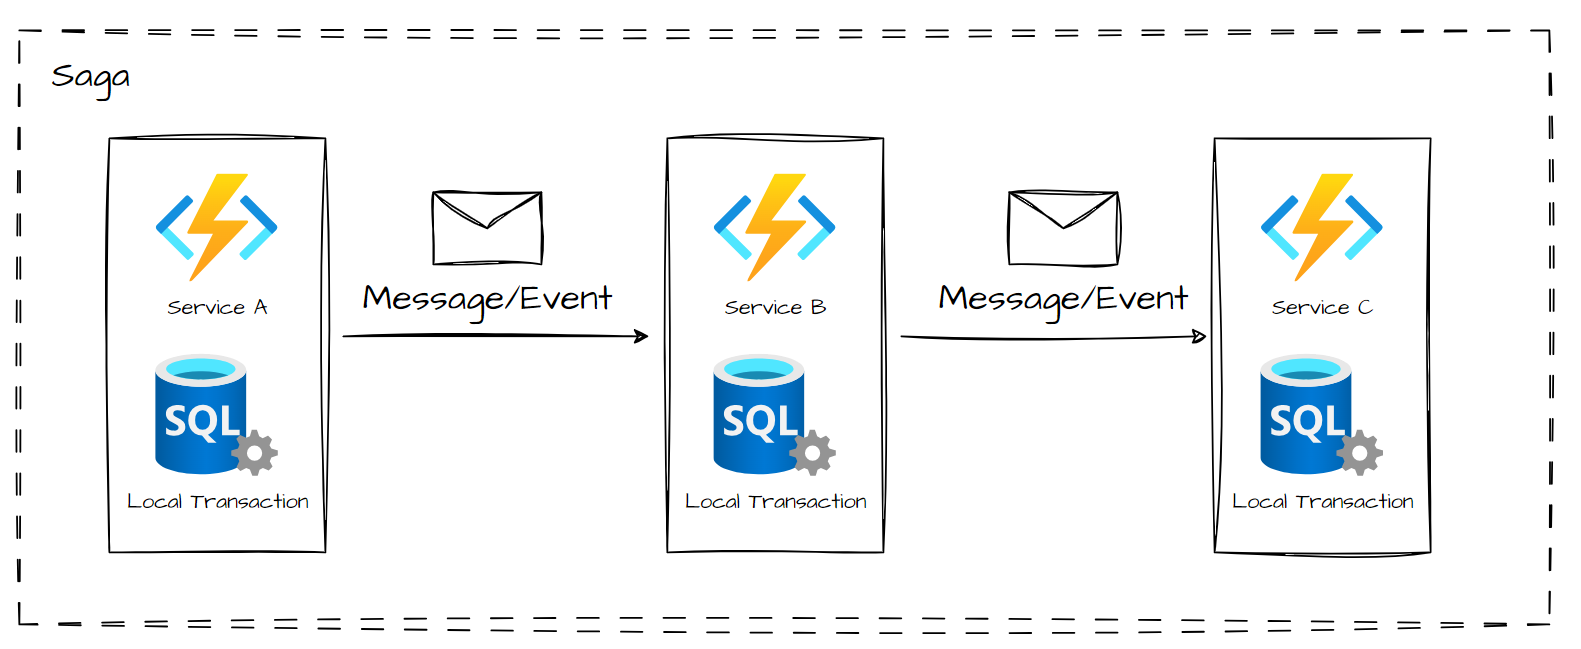 Saga
Service A
SQL
Local Transaction
Message/Event
Service B
SQL
Local Transaction
Message/Event
Service C
SQL
Local Transaction